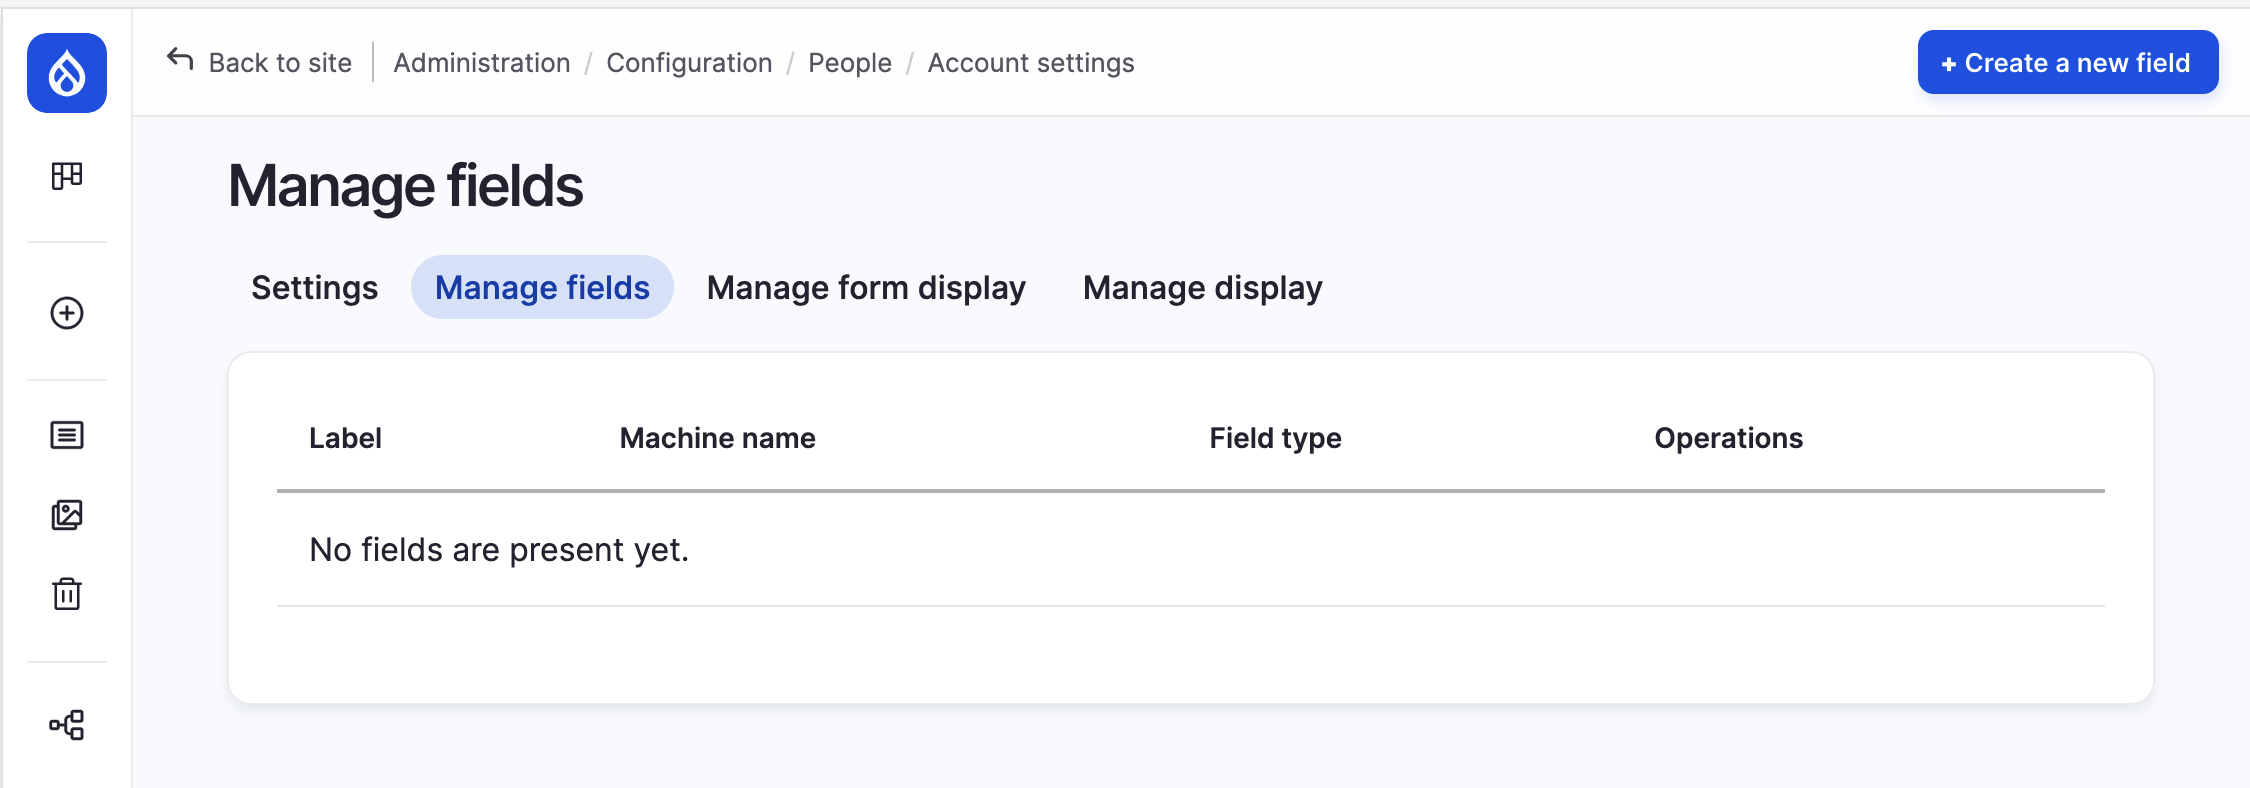 Back to site Administration / Configuration / People / Account settings + Create a new field
Manage fields
Settings Manage fields Manage form display Manage display
Label Machine name Field type Operations
No fields are present yet.